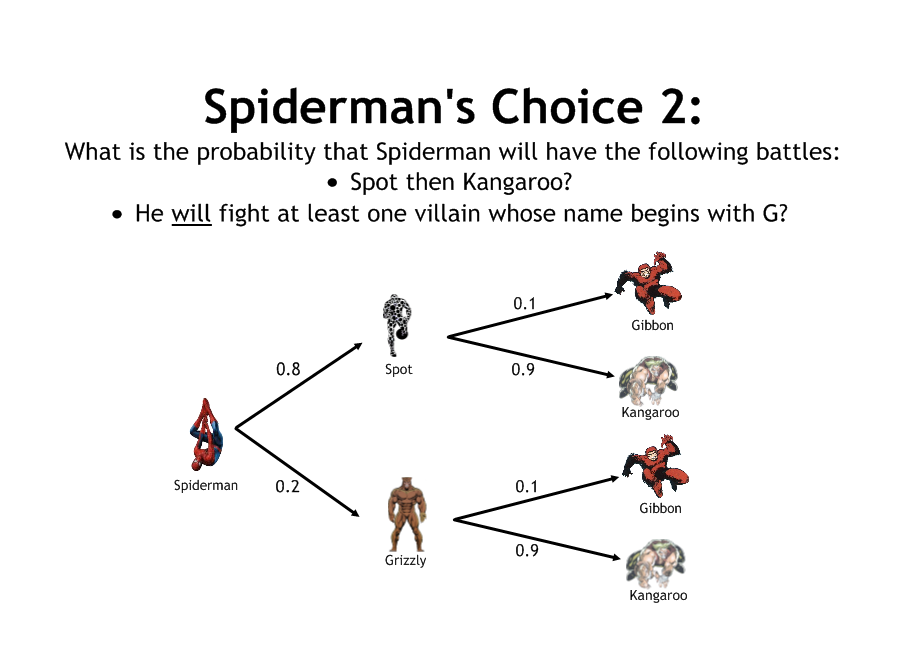 Spiderman's Choice 2:
What is the probability that Spiderman will have the following battles:
• Spot then Kangaroo?
• He will fight at least one villain whose name begins with G?
0.1
Gibbon
0.8
Spot
0.9
Kangaroo
Spiderman
0.2
0.1
Gibbon
Grizzly
0.9
Kangaroo